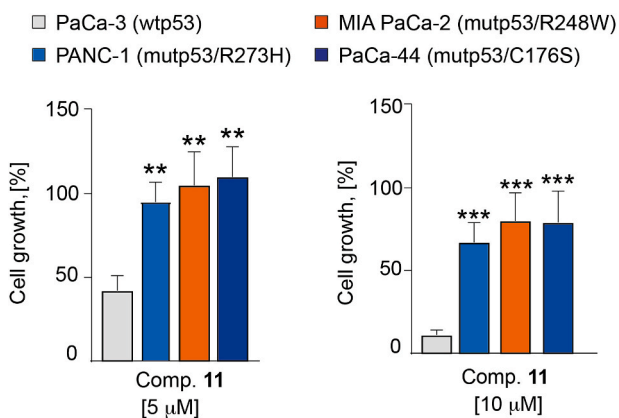 PaCa-3 (wtp53)
MIA PaCa-2 (mutp53/R248W)
PANC-1 (mutp53/R273H)
PaCa-44 (mutp53/C176S)
Cell growth, [%]
150
100
50
0
**
**
**
Comp. 11
[5 μM]
Cell growth, [%]
150
100
50
0
***
***
***
Comp. 11
[10 μM]